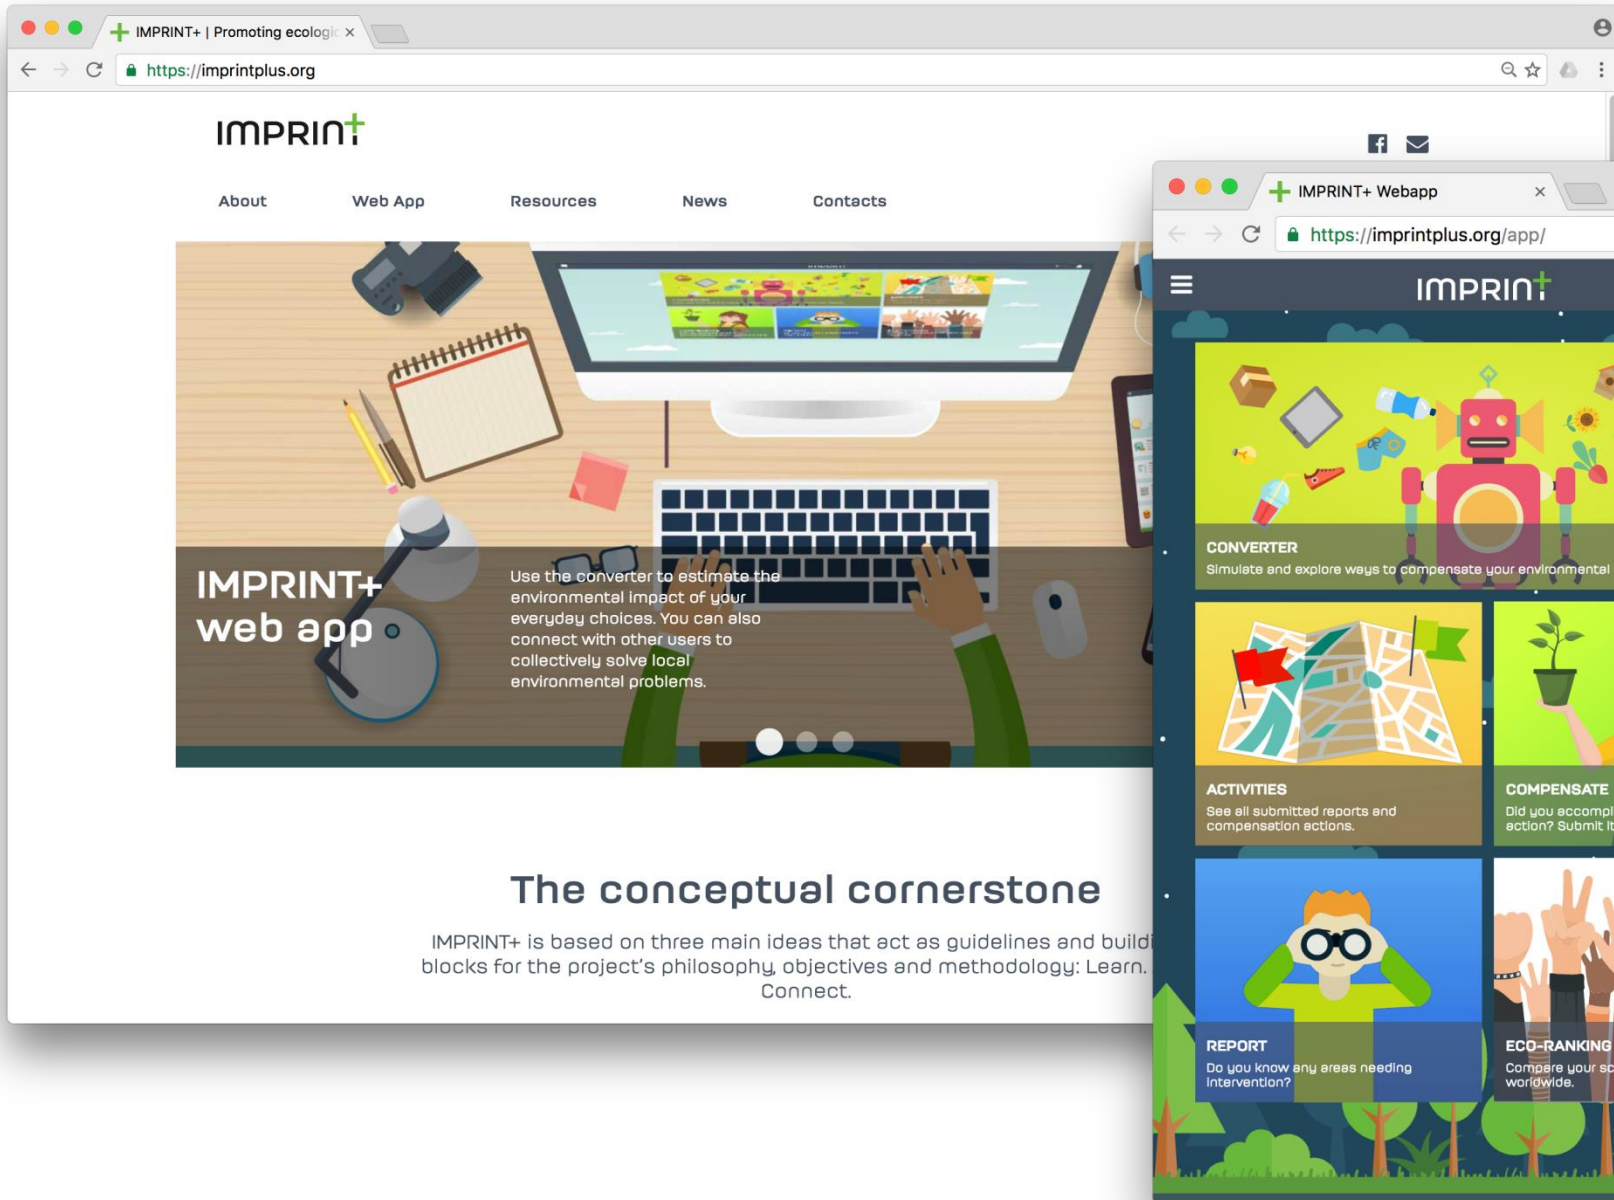 IMPRINT+ | Promoting ecologic
https://imprintplus.org
IMPRINT+
About Web App Resources News Contacts
IMPRINT+
web app
Use the converter to estimate the
environmental impact of your
everyday choices. You can also
connect with other users to
collectively solve local
environmental problems.
The conceptual cornerstone
IMPRINT+ is based on three main ideas that act as guidelines and buildi
blocks for the project's philosophy, objectives and methodology: Learn.
Connect.
IMPRINT+ Webapp
https://imprintplus.org/app/
IMPRINT+
CONVERTER
Simulate and explore ways to compensate your environmental
ACTIVITIES
See all submitted reports and
compensation actions.
COMPENSATE
Did you accompli
action? Submit it
REPORT
Do you know any areas needing
intervention?
ECO-RANKING
Compare your sc
worldwide.